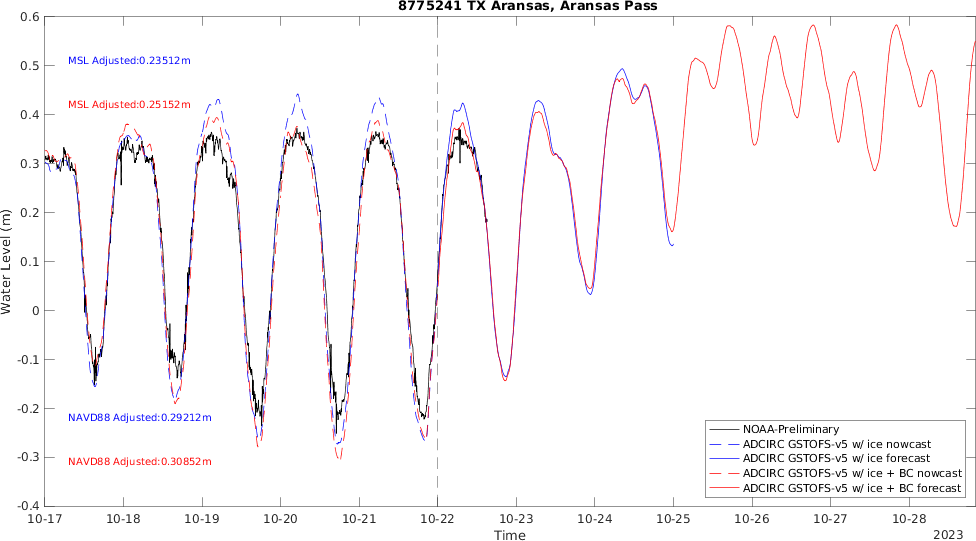 8775241 TX Aransas, Aransas Pass
0.6
0.5
0.4
0.3
0.2
0.1
0
-0.1
-0.2
-0.3
-0.4
Water Level (m)
MSL Adjusted:0.23512m
MSL Adjusted:0.25152m
NAVD88 Adjusted:0.29212m
NAVD88 Adjusted:0.30852m
NOAA-Preliminary
ADCIRC GSTOFS-v5 w/ ice nowcast
ADCIRC GSTOFS-v5 w/ ice forecast
ADCIRC GSTOFS-v5 w/ ice + BC nowcast
ADCIRC GSTOFS-v5 w/ ice + BC forecast
10-17 10-18 10-19 10-20 10-21 10-22 10-23 10-24 10-25 10-26 10-27 10-28
Time
2023